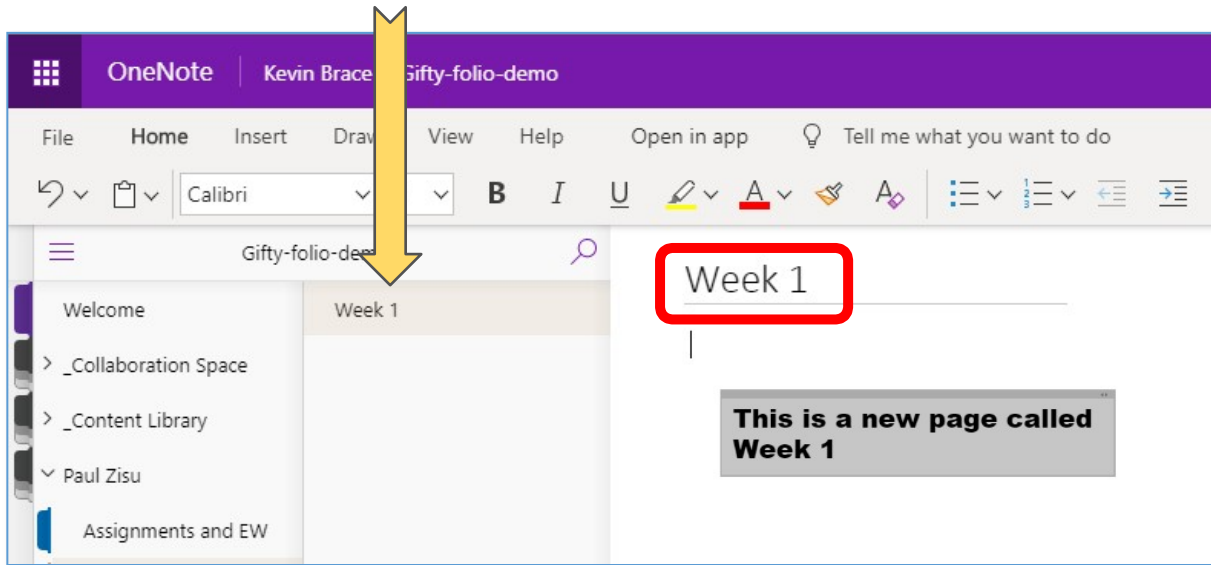 OneNote Kevin Brace Gifty-folio-demo
File Home Insert Draw View Help Open in app Tell me what you want to do
Calibri B I U A A
Gifty-folio-demo
Week 1
Welcome Week 1
_Collaboration Space
_Content Library
This is a new page called
Week 1
Paul Zisu
Assignments and EW